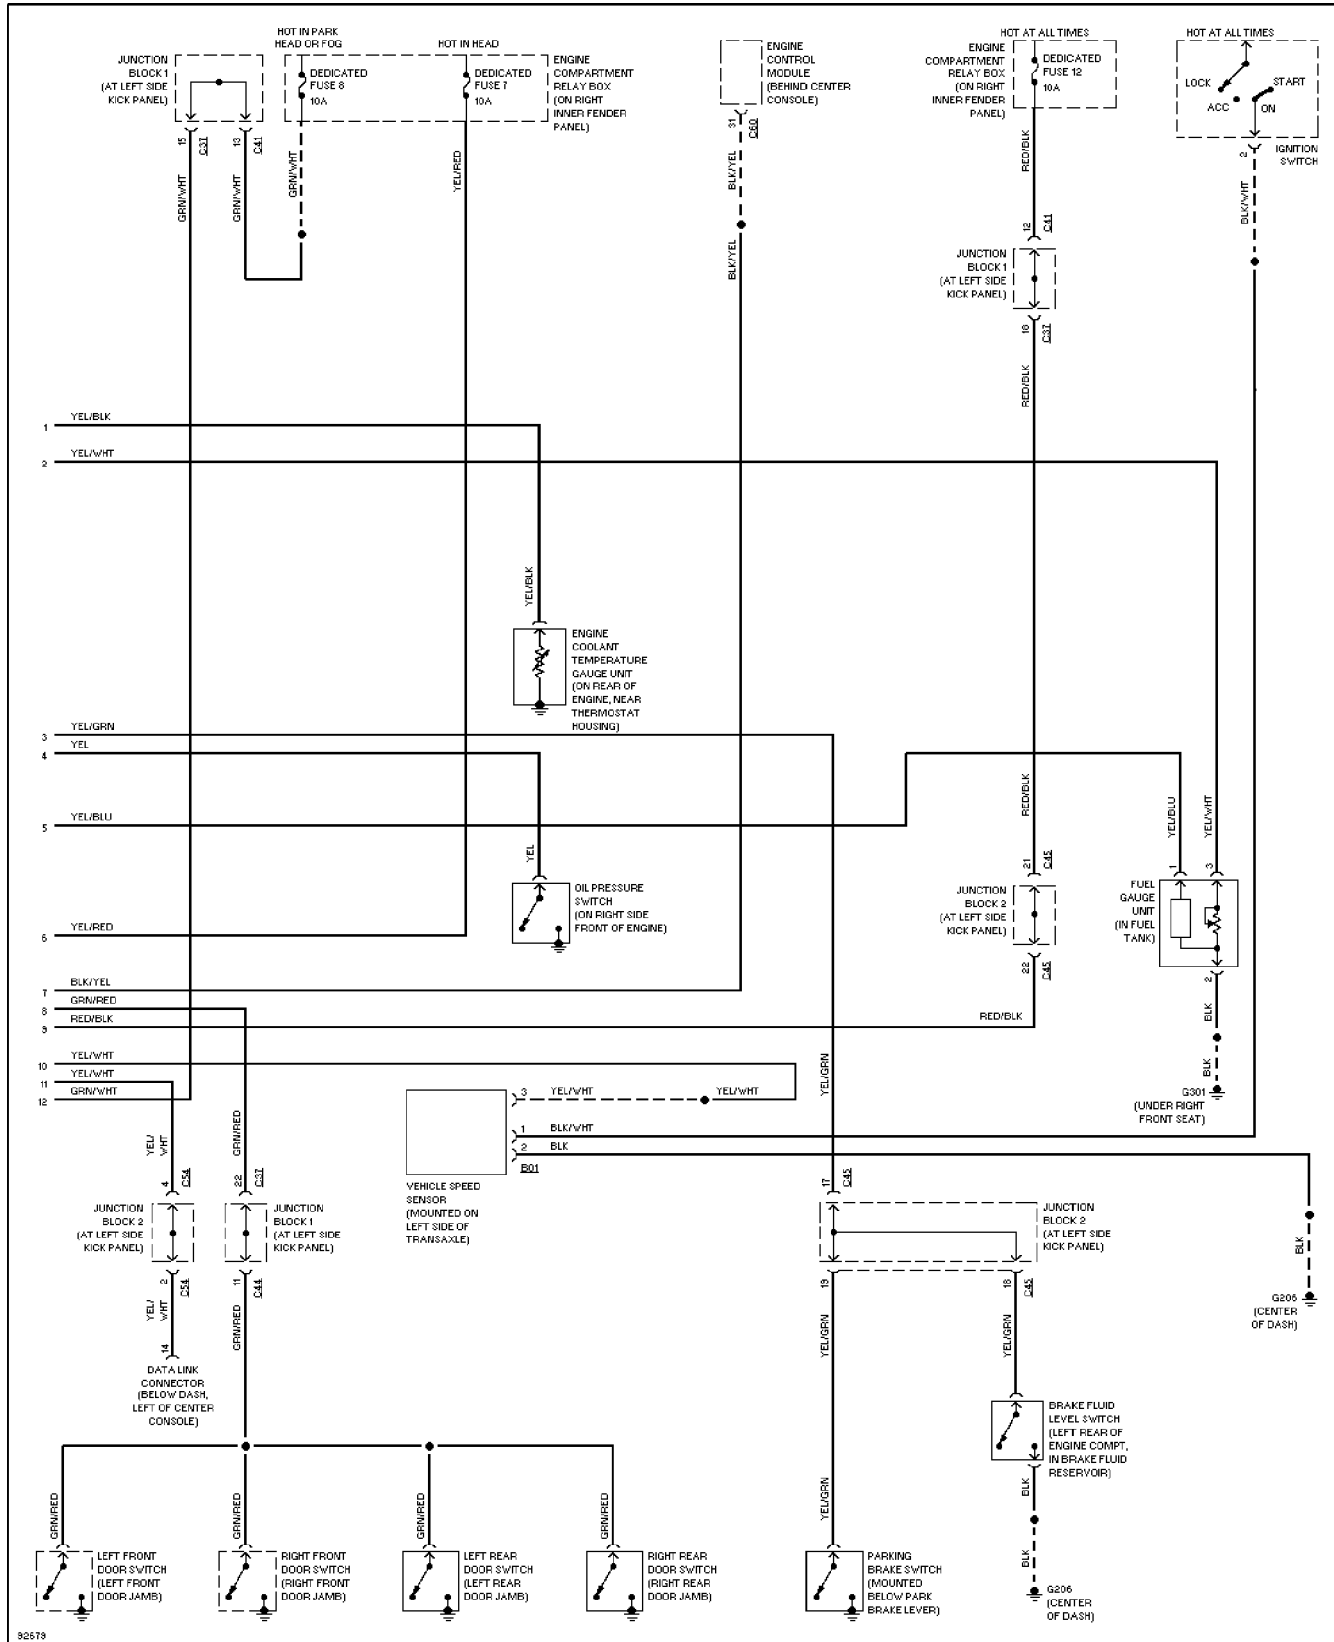 HOT IN PARK
HEAD OR FOG
HOT IN HEAD
HOT AT ALL TIMES
HOT AT ALL TIMES
JUNCTION
BLOCK 1
(AT LEFT SIDE
KICK PANEL)
DEDICATED
FUSE 8
10A
DEDICATED
FUSE 7
10A
ENGINE
COMPARTMENT
RELAY BOX
(ON RIGHT
INNER FENDER
PANEL)
ENGINE
CONTROL
MODULE
(BEHIND CENTER
CONSOLE)
ENGINE
COMPARTMENT
RELAY BOX
(ON RIGHT
INNER FENDER
PANEL)
DEDICATED
FUSE 12
10A
LOCK
START
ACC
ON
IGNITION
SWITCH
15
C37
13
C41
31
C60
2
GRN/WHT
GRN/WHT
GRN/WHT
YEL/RED
BLK/YEL
BLK/YEL
RED/BLK
BLK/WHT
12
C41
JUNCTION
BLOCK 1
(AT LEFT SIDE
KICK PANEL)
18
C37
RED/BLK
1
YEL/BLK
2
YEL/WHT
YEL/BLK
ENGINE
COOLANT
TEMPERATURE
GAUGE UNIT
(ON REAR OF
ENGINE, NEAR
THERMOSTAT
HOUSING)
3
YEL/GRN
4
YEL
5
YEL/BLU
YEL
RED/BLK
YEL/BLU
YEL/WHT
21
C45
1
3
OIL PRESSURE
SWITCH
(ON RIGHT SIDE
FRONT OF ENGINE)
JUNCTION
BLOCK 2
(AT LEFT SIDE
KICK PANEL)
FUEL
GAUGE
UNIT
(IN FUEL
TANK)
22
C45
2
6
YEL/RED
7
BLK/YEL
8
GRN/RED
9
RED/BLK
RED/BLK
BLK
BLK
10
YEL/WHT
11
YEL/WHT
12
GRN/WHT
G301
(UNDER RIGHT
FRONT SEAT)
3
YEL/WHT
YEL/WHT
1
BLK/WHT
2
BLK
B01
VEHICLE SPEED
SENSOR
(MOUNTED ON
LEFT SIDE OF
TRANSAXLE)
YEL/GRN
YEL/
WHT
GRN/RED
4
C54
22
C37
17
C45
JUNCTION
BLOCK 2
(AT LEFT SIDE
KICK PANEL)
JUNCTION
BLOCK 1
(AT LEFT SIDE
KICK PANEL)
JUNCTION
BLOCK 2
(AT LEFT SIDE
KICK PANEL)
BLK
2
C54
11
C44
19
18
C45
G206
(CENTER
OF DASH)
YEL/
WHT
GRN/RED
YEL/GRN
YEL/GRN
14
DATA LINK
CONNECTOR
(BELOW DASH,
LEFT OF CENTER
CONSOLE)
BRAKE FLUID
LEVEL SWITCH
(LEFT REAR OF
ENGINE COMPT,
IN BRAKE FLUID
RESERVOIR)
GRN/RED
GRN/RED
GRN/RED
GRN/RED
YEL/GRN
BLK
BLK
LEFT FRONT
DOOR SWITCH
(LEFT FRONT
DOOR JAMB)
RIGHT FRONT
DOOR SWITCH
(RIGHT FRONT
DOOR JAMB)
LEFT REAR
DOOR SWITCH
(LEFT REAR
DOOR JAMB)
RIGHT REAR
DOOR SWITCH
(RIGHT REAR
DOOR JAMB)
PARKING
BRAKE SWITCH
(MOUNTED
BELOW PARK
BRAKE LEVER)
G206
(CENTER
OF DASH)
92679